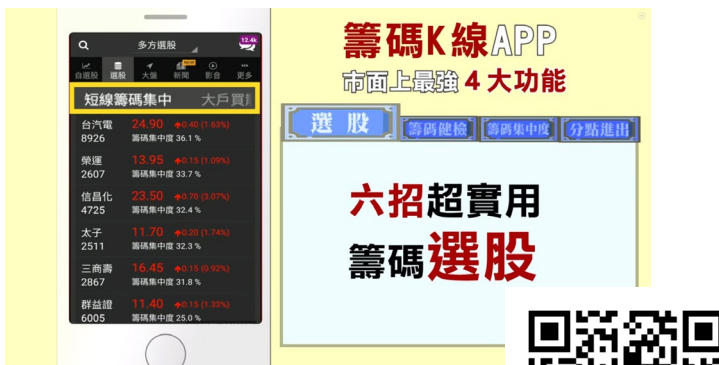 多方選股
12.4k
自選股 選股 大盤 新聞 影音 更多
NEW
短線籌碼集中 大戶買
台汽電 24.90 0.40 (1.63%)
8926 籌碼集中度 36.1 %
榮運 13.95 0.15 (1.09%)
2607 籌碼集中度 33.7 %
信昌化 23.50 0.70 (3.07%)
4725 籌碼集中度 32.4 %
太子 11.70 0.20 (1.74%)
2511 籌碼集中度 32.3 %
三商壽 16.45 0.15 (0.92%)
2867 籌碼集中度 31.8 %
群益證 11.40 0.15 (1.33%)
6005 籌碼集中度 25.0 %
籌碼K線APP
市面上最強4大功能
選股 籌碼健檢 籌碼集中度 分點進出
六招超實用
籌碼選股